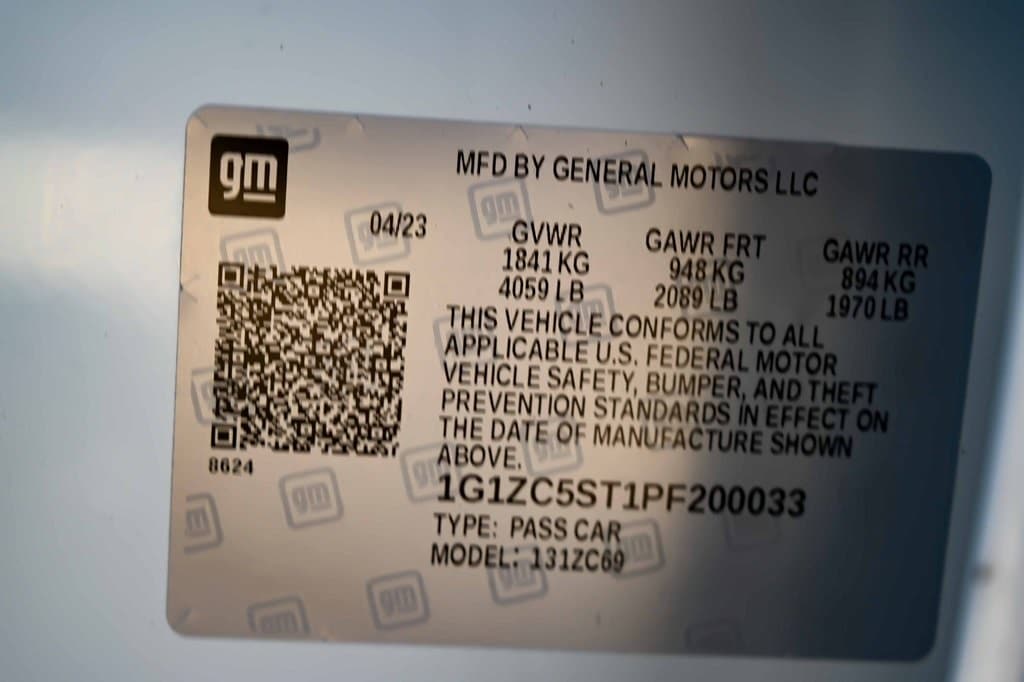 gm
MFD BY GENERAL MOTORS LLC
04/23
GVWR GAWR FRT GAWR RR
1841 KG 948 KG 894 KG
4059 LB 2089 LB 1970 LB
THIS VEHICLE CONFORMS TO ALL
APPLICABLE U.S. FEDERAL MOTOR
VEHICLE SAFETY, BUMPER, AND THEFT
PREVENTION STANDARDS IN EFFECT ON
THE DATE OF MANUFACTURE SHOWN
ABOVE.
8624
1G1ZC5ST1PF200033
TYPE: PASS CAR
MODEL: 131ZC69